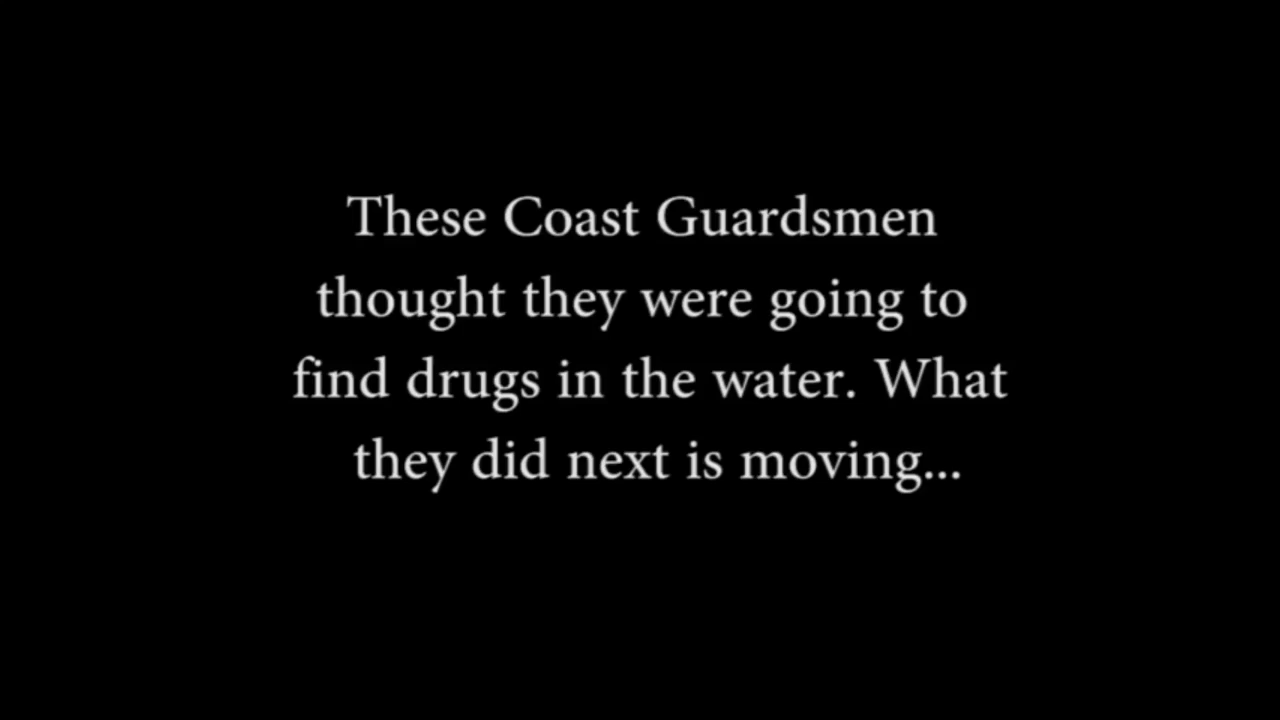 These Coast Guardsmen
thought they were going to
find drugs in the water. What
they did next is moving...